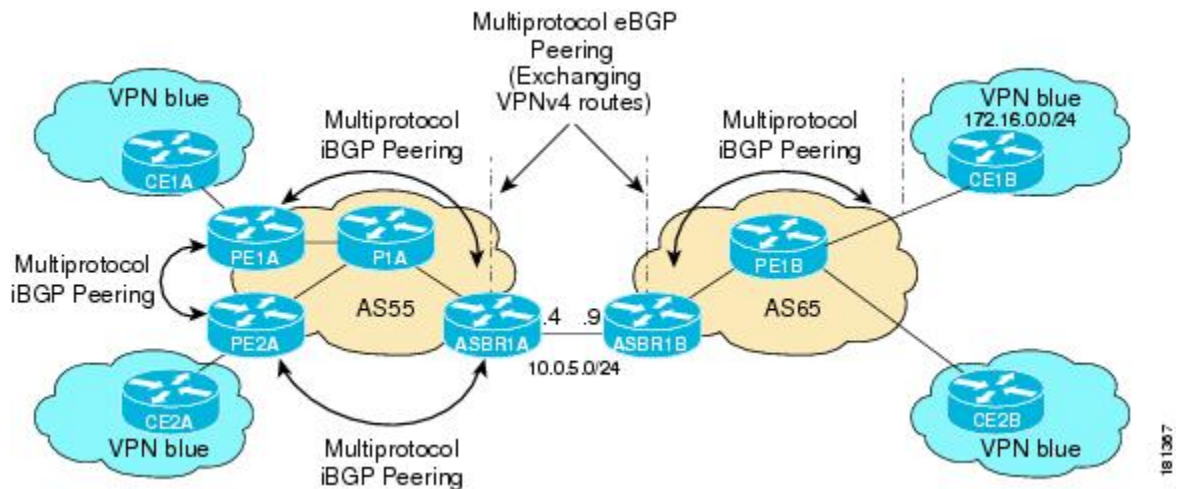 Multiprotocol eBGP
Peering
(Exchanging
VPNv4 routes)
VPN blue
CE1A
Multiprotocol
iBGP Peering
Multiprotocol
iBGP Peering
VPN blue
172.16.0.0/24
CE1B
PE1A
P1A
PE1B
Multiprotocol
iBGP Peering
AS55
AS65
PE2A
ASBR1A
.4
.9
ASBR1B
10.0.5.0/24
CE2A
VPN blue
CE2B
VPN blue
Multiprotocol
iBGP Peering
181367